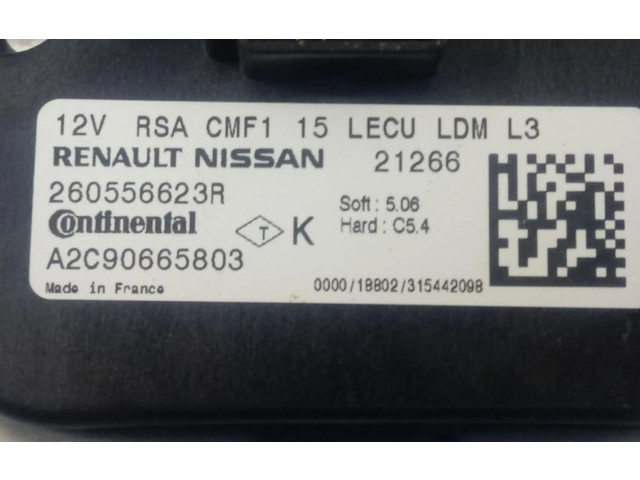 12V RSA CMF1 15 LECU LDM L3
RENAULT NISSAN 21266
260556623R
Soft : 5.06
Continental T K Hard : C5.4
A2C90665803
Made in France 0000/18802/315442098